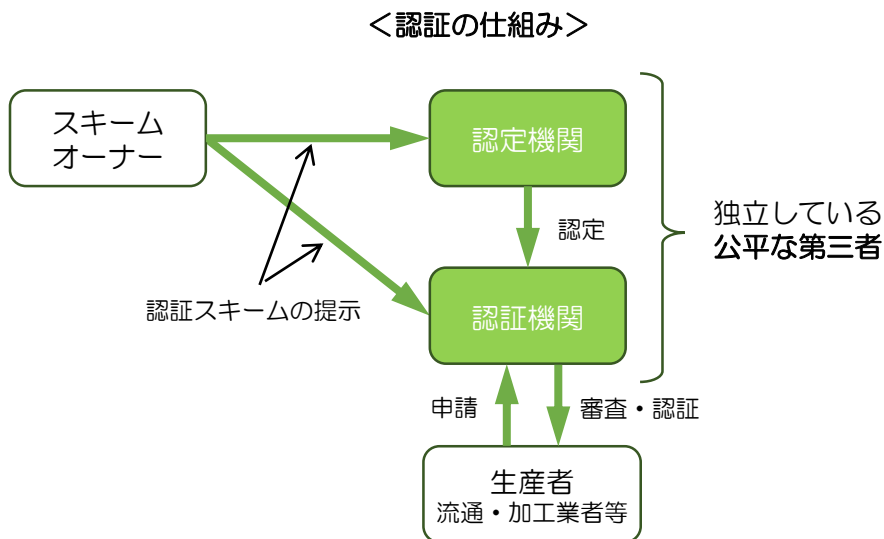 ＜認証の仕組み＞
スキーム
オーナー
認定機関
独立している
公平な第三者
認定
認証スキームの提示
認証機関
申請
審査・認証
生産者
流通・加工業者等